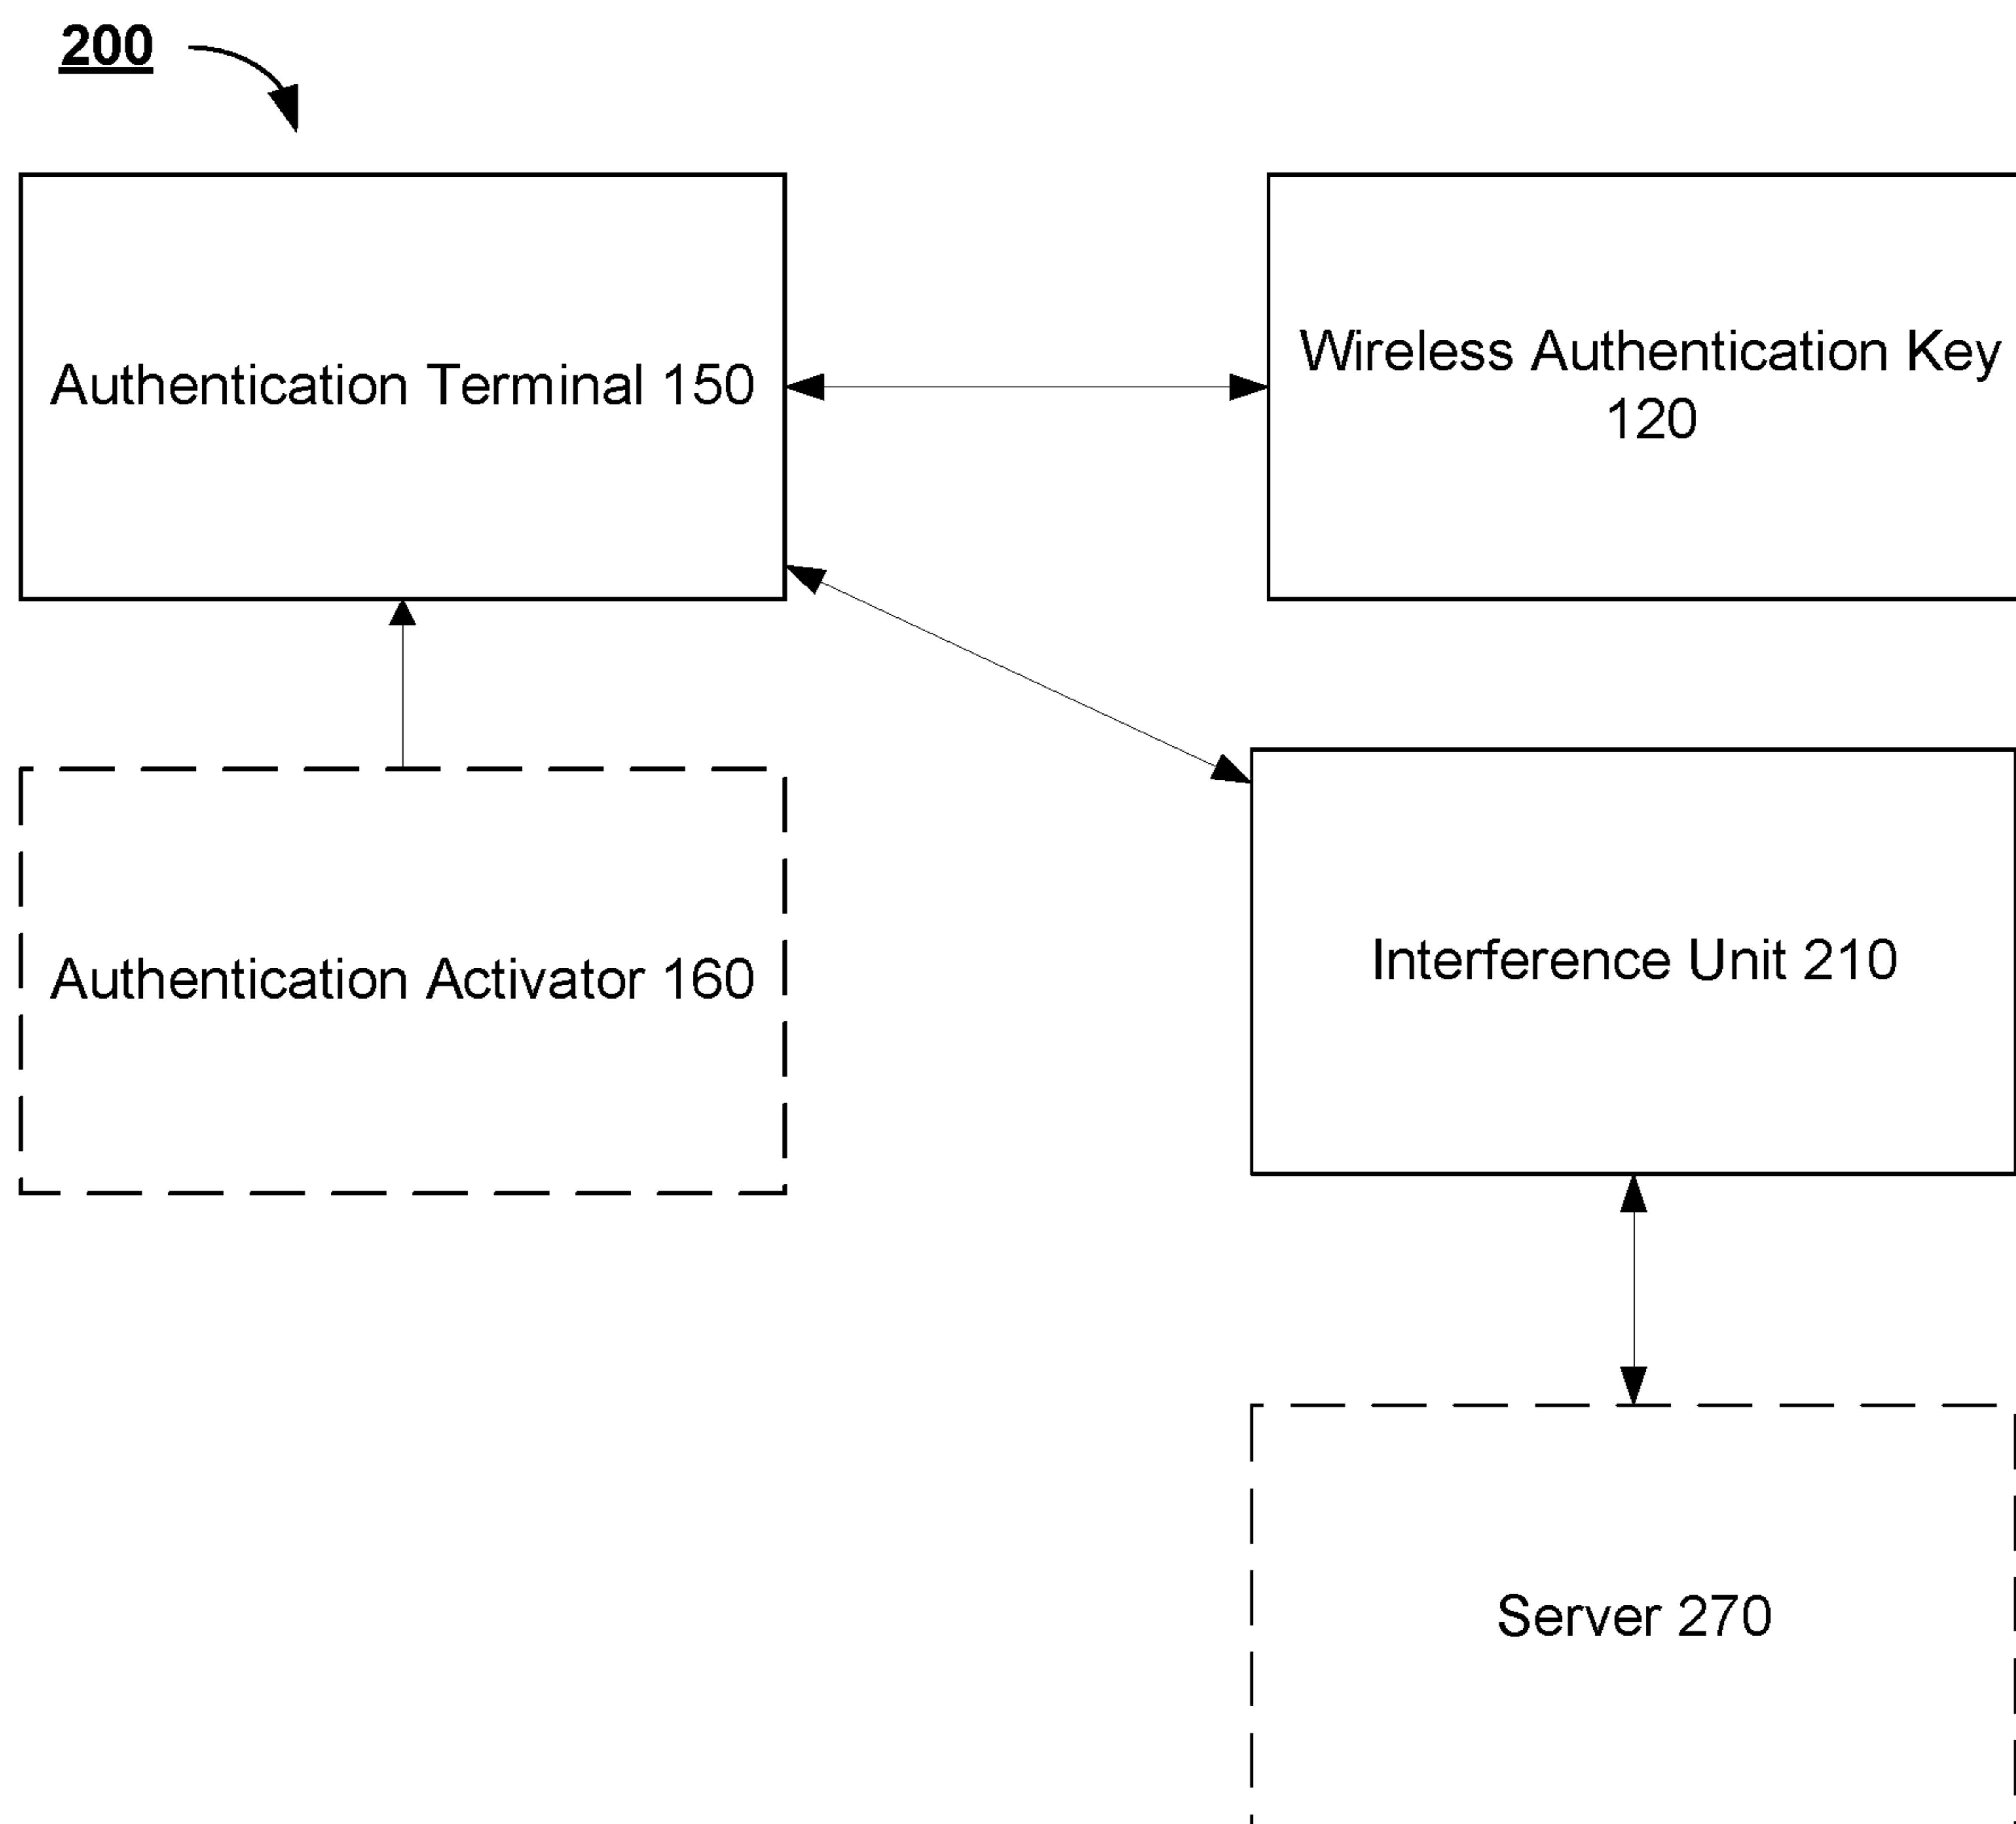 200
Authentication Terminal 150
Wireless Authentication Key
120
Authentication Activator 160
Interference Unit 210
Server 270